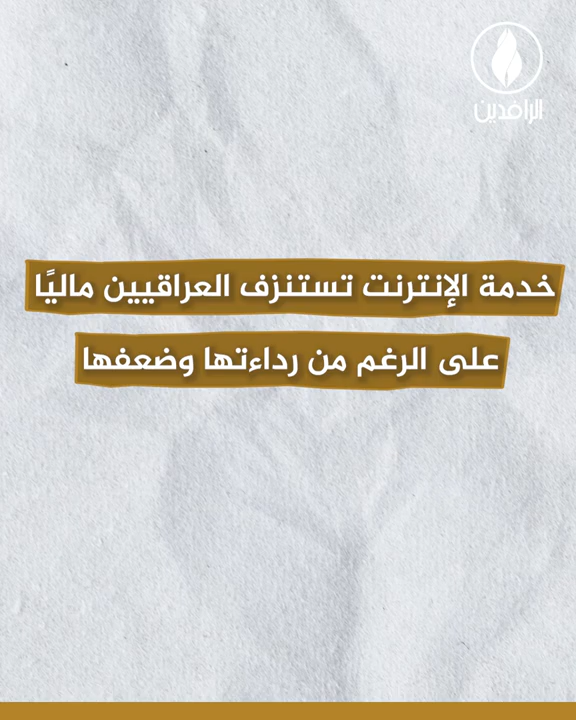 الرافدين
خدمة الإنترنت تستنزف العراقيين ماليًا
على الرغم من رداءتها وضعفها